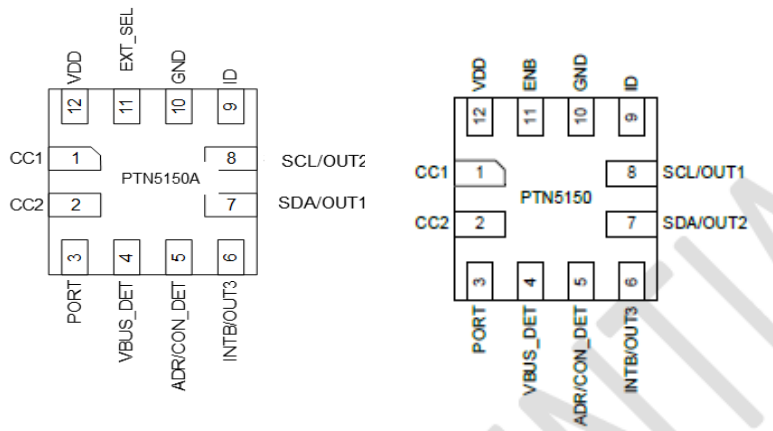 VDD
EXT_SEL
GND
ID
12
11
10
9
CC1
1
8
SCL/OUT2
PTN5150A
CC2
2
7
SDA/OUT1
3
4
5
6
PORT
VBUS_DET
ADR/CON_DET
INTB/OUT3
VDD
ENB
GND
ID
12
11
10
9
CC1
1
8
SCL/OUT1
PTN5150
CC2
2
7
SDA/OUT2
3
4
5
6
PORT
VBUS_DET
ADR/CON_DET
INTB/OUT3